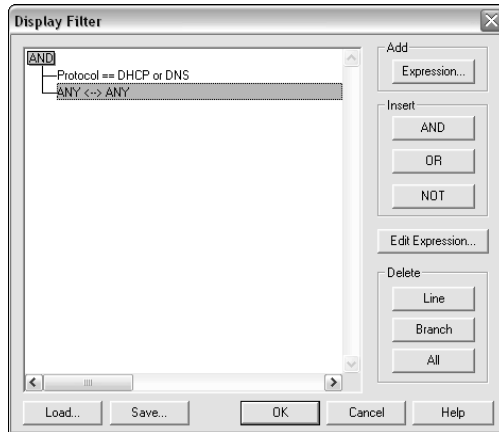 Display Filter
AND
Protocol == DHCP or DNS
ANY <--> ANY
Add
Expression...
Insert
AND
OR
NOT
Edit Expression...
Delete
Line
Branch
All
Load...
Save...
OK
Cancel
Help